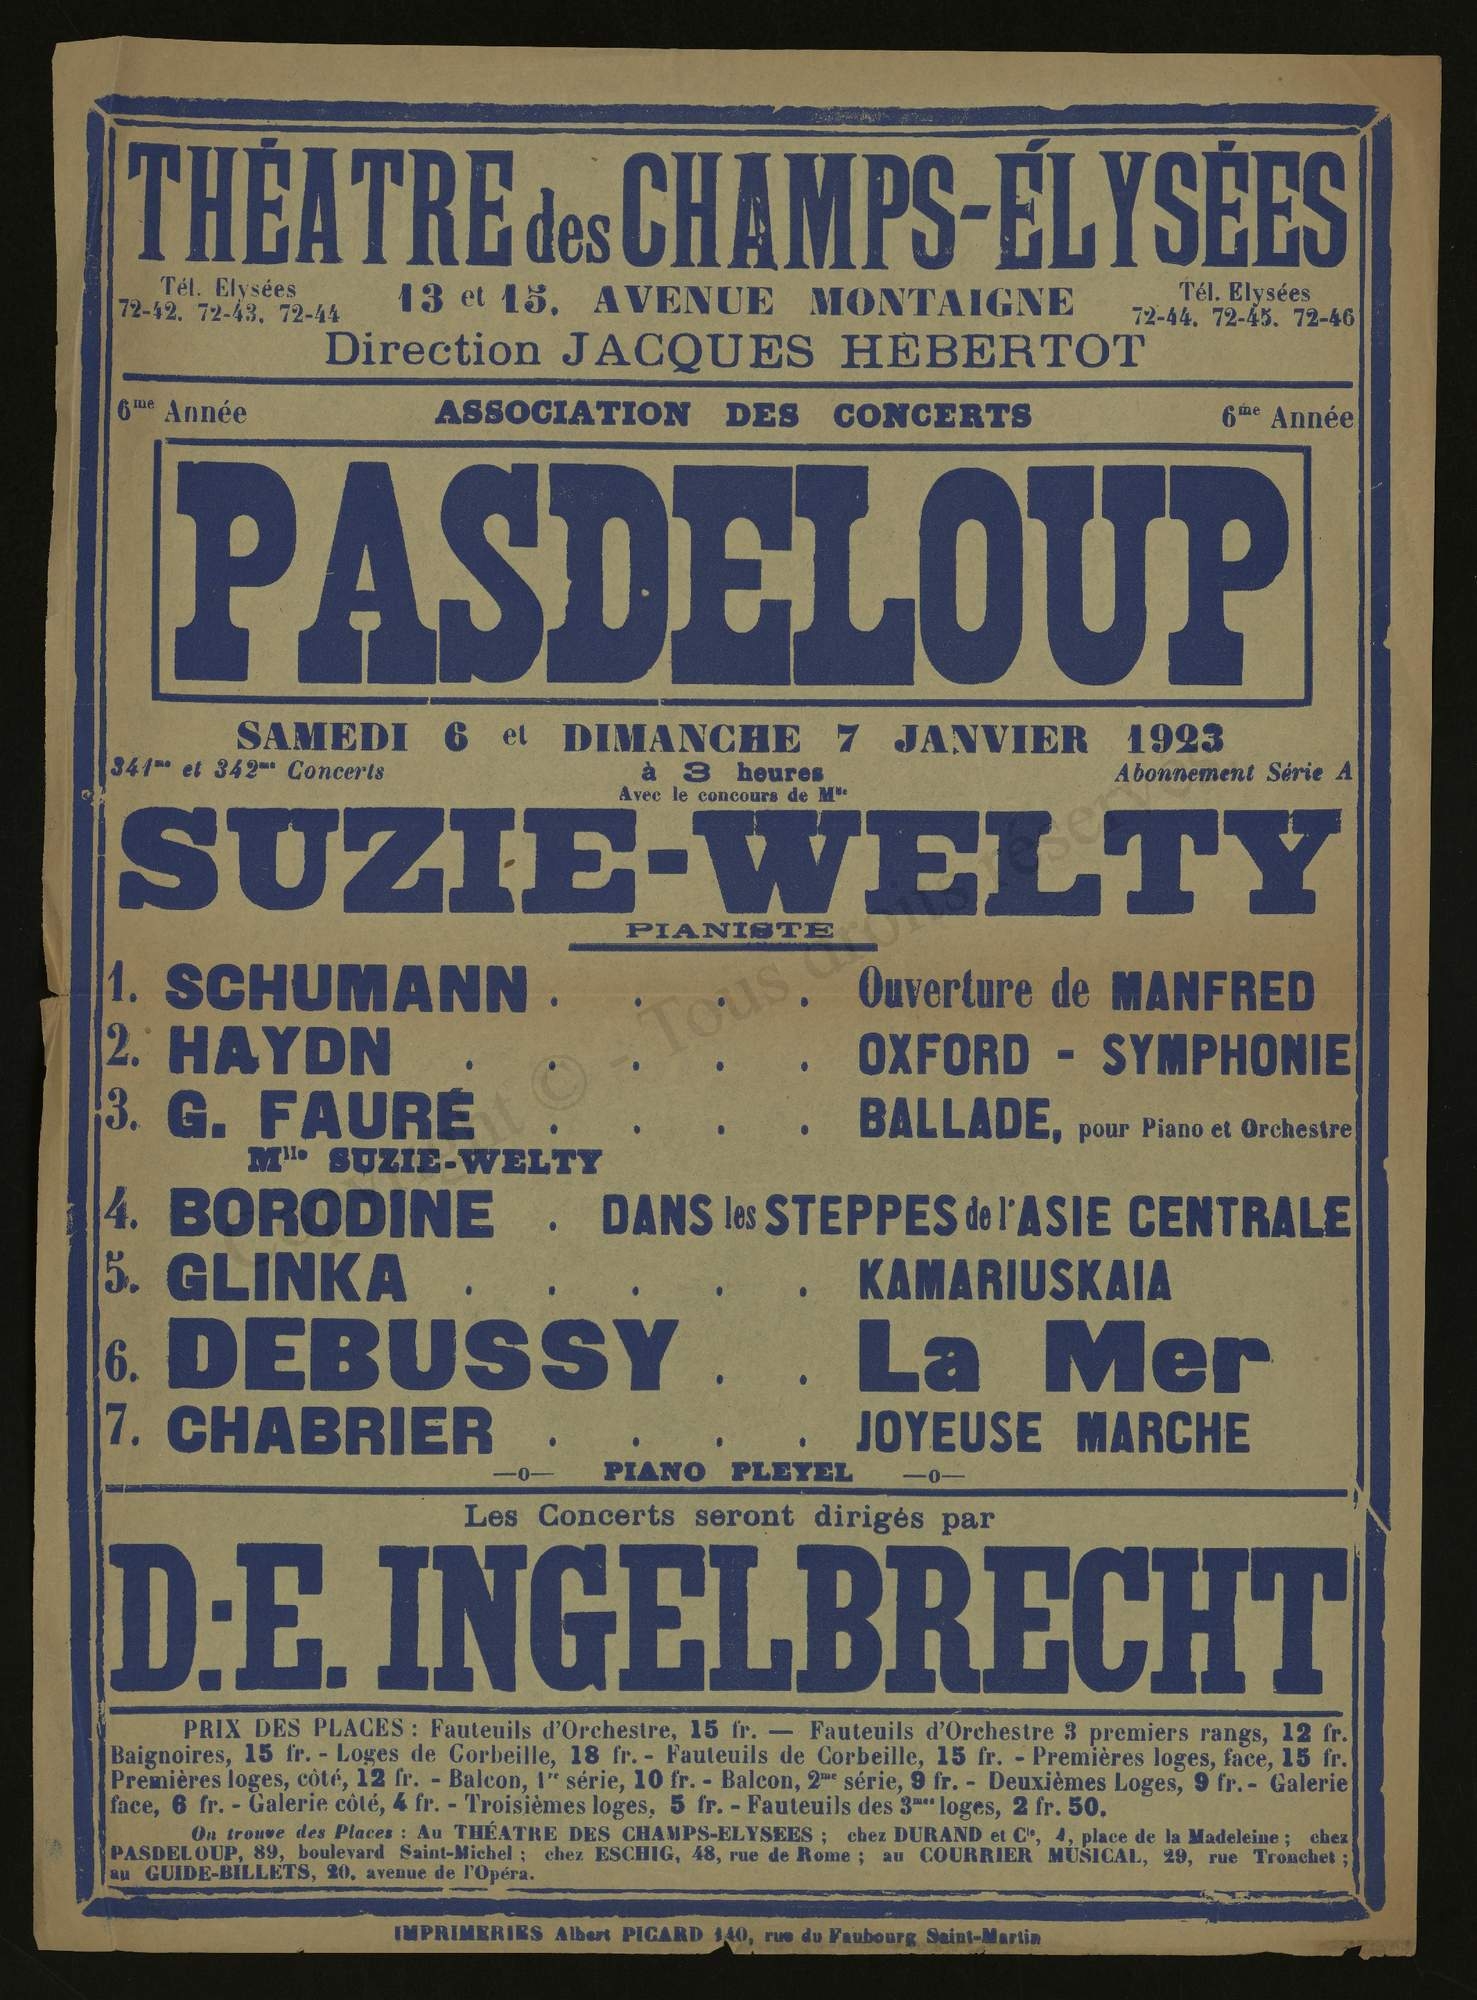 THÉATRE des CHAMPS-ÉLYSÉES
Tél. Elysées
72-42. 72-43. 72-44
13 et 15. AVENUE MONTAIGNE
Tél. Elysées
72-44. 72-45. 72-46
Direction JACQUES HÉBERTOT
6me Année
ASSOCIATION DES CONCERTS
6me Année
PASDELOUP
SAMEDI 6 et DIMANCHE 7 JANVIER 1923
341me et 342me Concerts
à 3 heures
Abonnement Série A
Avec le concours de Mlle
SUZIE-WELTY
PIANISTE
1. SCHUMANN . . . . Ouverture de MANFRED
2. HAYDN . . . . . OXFORD - SYMPHONIE
3. G. FAURÉ . . . . BALLADE, pour Piano et Orchestre
Mlle SUZIE-WELTY
4. BORODINE . DANS les STEPPES de l'ASIE CENTRALE
5. GLINKA . . . . . KAMARIUSKAIA
6. DEBUSSY . . La Mer
7. CHABRIER . . . . JOYEUSE MARCHE
—o— PIANO PLEYEL —o—
Les Concerts seront dirigés par
D.-E. INGELBRECHT
PRIX DES PLACES : Fauteuils d'Orchestre, 15 fr. — Fauteuils d'Orchestre 3 premiers rangs, 12 fr.
Baignoires, 15 fr. - Loges de Corbeille, 18 fr. - Fauteuils de Corbeille, 15 fr. - Premières loges, face, 15 fr.
Premières loges, côté, 12 fr. - Balcon, 1re série, 10 fr. - Balcon, 2me série, 9 fr. - Deuxièmes Loges, 9 fr. - Galerie
face, 6 fr. - Galerie côté, 4 fr. - Troisièmes loges, 5 fr. - Fauteuils des 3mes loges, 2 fr. 50.
On trouve des Places : Au THÉATRE DES CHAMPS-ELYSEES ; chez DURAND et Cie, 4, place de la Madeleine ; chez
PASDELOUP, 89, boulevard Saint-Michel ; chez ESCHIG, 48, rue de Rome ; au COURRIER MUSICAL, 29, rue Tronchet ;
au GUIDE-BILLETS, 20. avenue de l'Opéra.
IMPRIMERIES Albert PICARD 140, rue du Faubourg Saint-Martin
Copyright © - Tous droits réservés